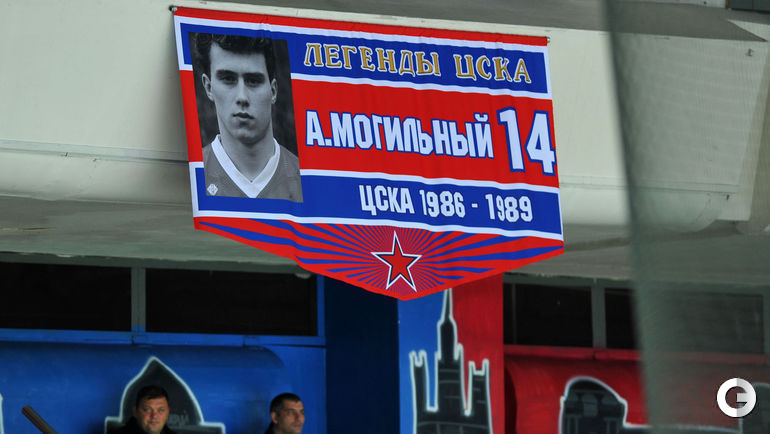 ЛЕГЕНДЫ ЦСКА
А.МОГИЛЬНЫЙ 14
ЦСКА 1986 - 1989